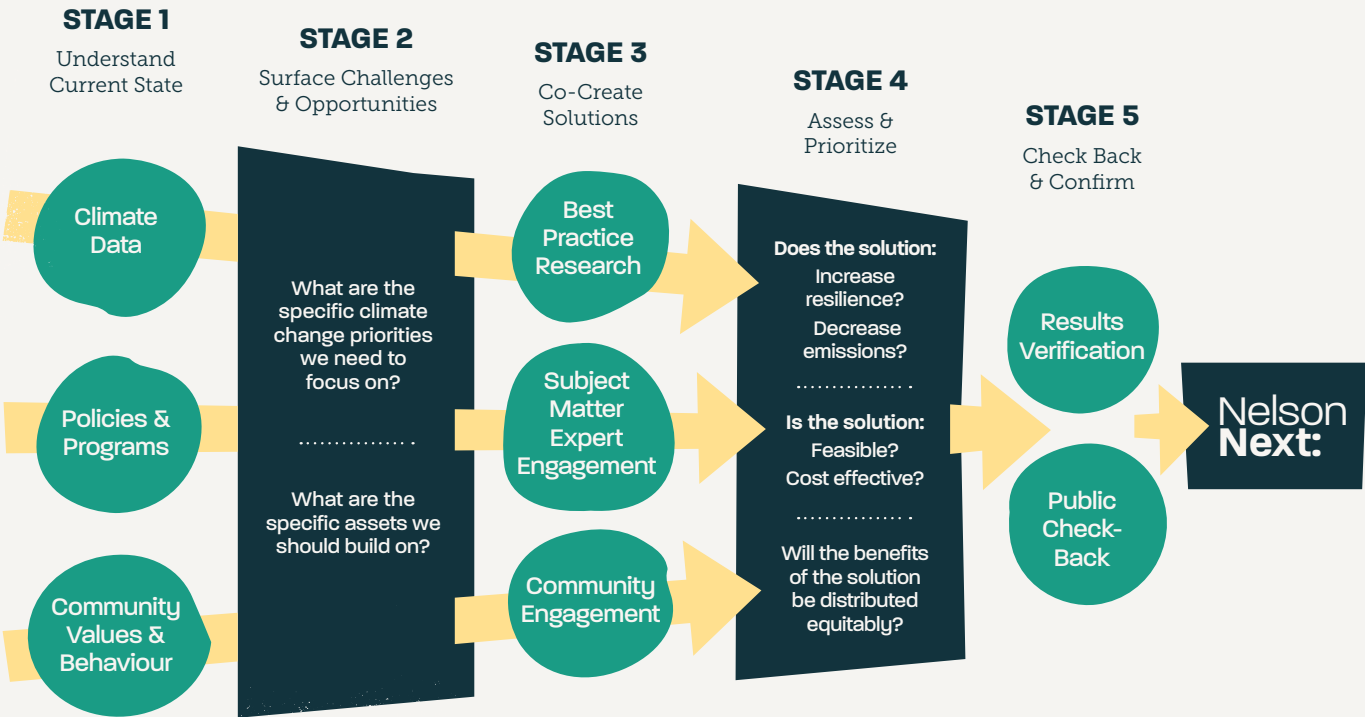 STAGE 1
Understand
Current State
Climate
Data
Policies &
Programs
Community
Values &
Behaviour
STAGE 2
Surface Challenges
& Opportunities
What are the
specific climate
change priorities
we need to
focus on?
What are the
specific assets we
should build on?
STAGE 3
Co-Create
Solutions
Best
Practice
Research
Subject
Matter
Expert
Engagement
Community
Engagement
STAGE 4
Assess &
Prioritize
Does the solution:
Increase
resilience?
Decrease
emissions?
Is the solution:
Feasible?
Cost effective?
Will the benefits
of the solution
be distributed
equitably?
STAGE 5
Check Back
& Confirm
Results
Verification
Public
Check-
Back
Nelson
Next: